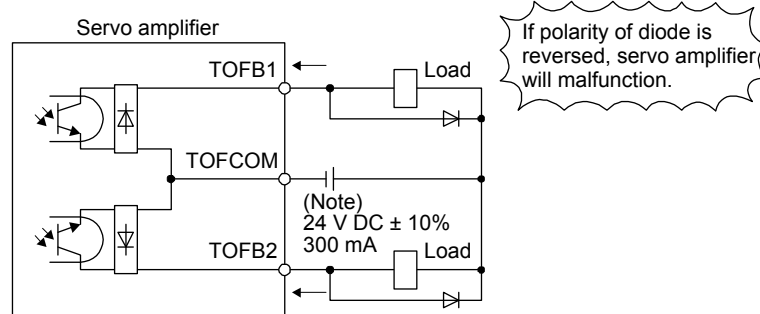 Servo amplifier
If polarity of diode is
reversed, servo amplifier
will malfunction.
TOFB1
Load
TOFCOM
(Note)
24 V DC ± 10%
300 mA
TOFB2
Load